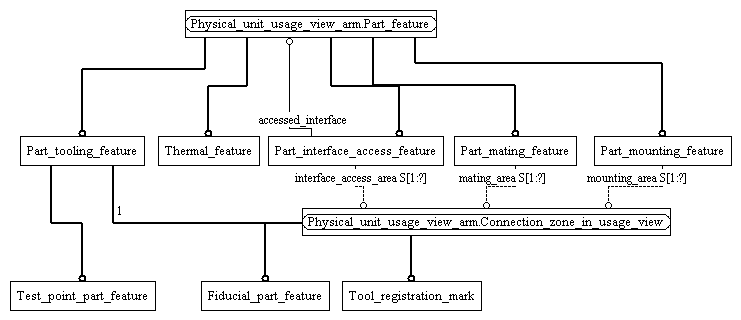 Physical_unit_usage_view_arm.Part_feature
accessed_interface
Part_tooling_feature
Thermal_feature
Part_interface_access_feature
Part_mating_feature
Part_mounting_feature
interface_access_area S[1:?]
mating_area S[1:?]
mounting_area S[1:?]
1
Physical_unit_usage_view_arm.Connection_zone_in_usage_view
Test_point_part_feature
Fiducial_part_feature
Tool_registration_mark